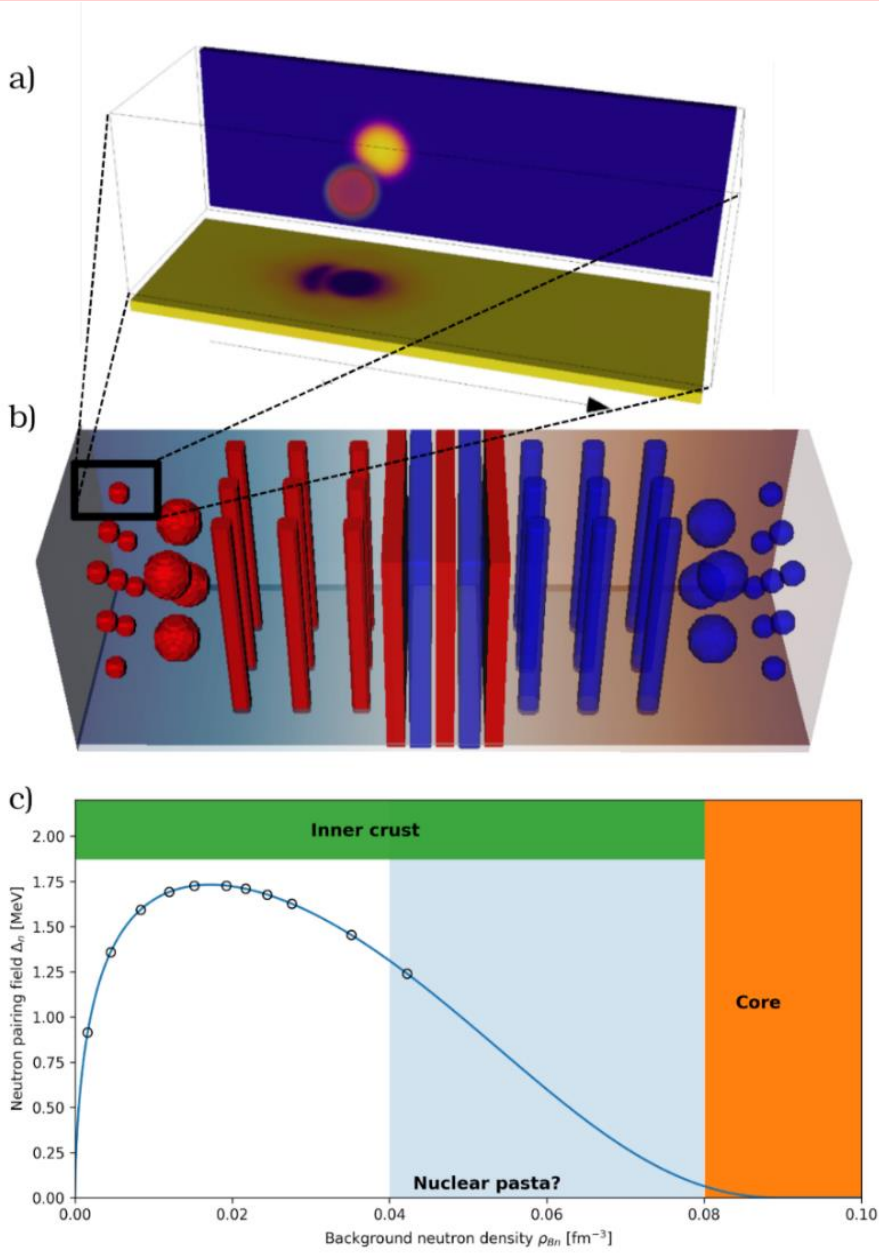 a)
b)
c)
Inner crust
Core
Nuclear pasta?
Neutron pairing field Δₙ [MeV]
2.00
1.75
1.50
1.25
1.00
0.75
0.50
0.25
0.00
0.00 0.02 0.04 0.06 0.08 0.10
Background neutron density ρ_Bn [fm⁻³]